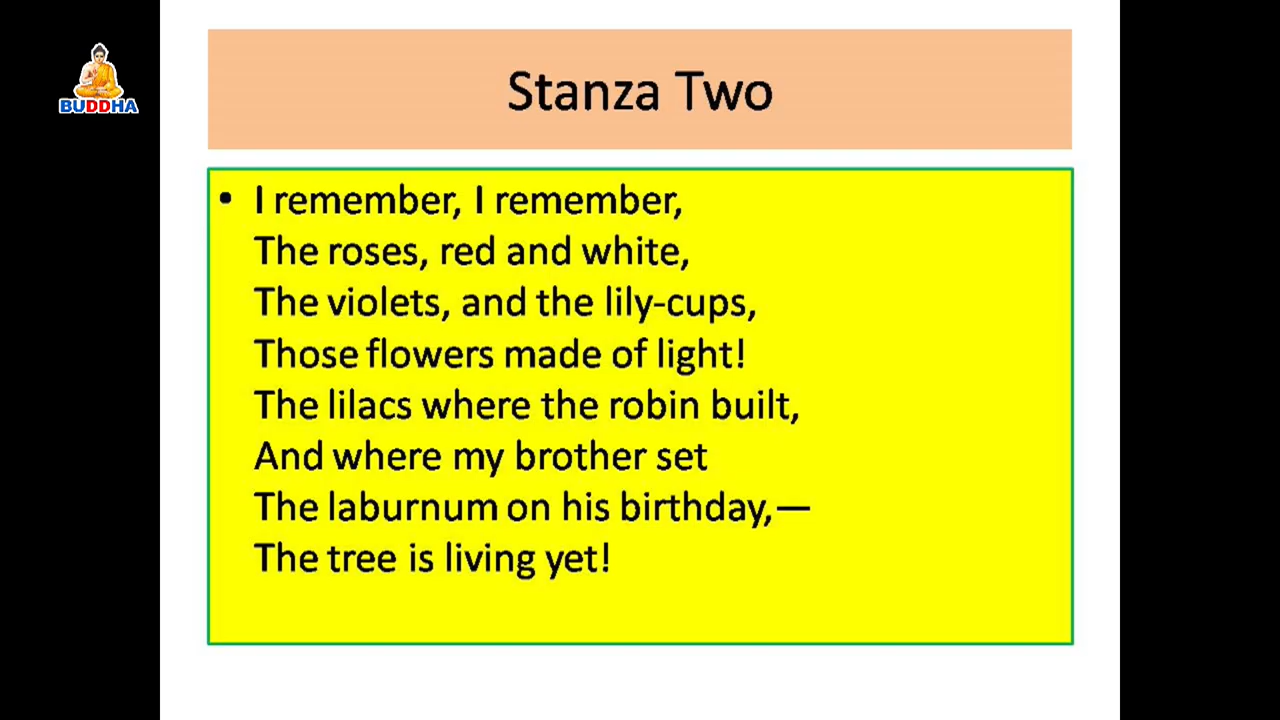 BUDDHA
Stanza Two
• I remember, I remember,
The roses, red and white,
The violets, and the lily-cups,
Those flowers made of light!
The lilacs where the robin built,
And where my brother set
The laburnum on his birthday,—
The tree is living yet!